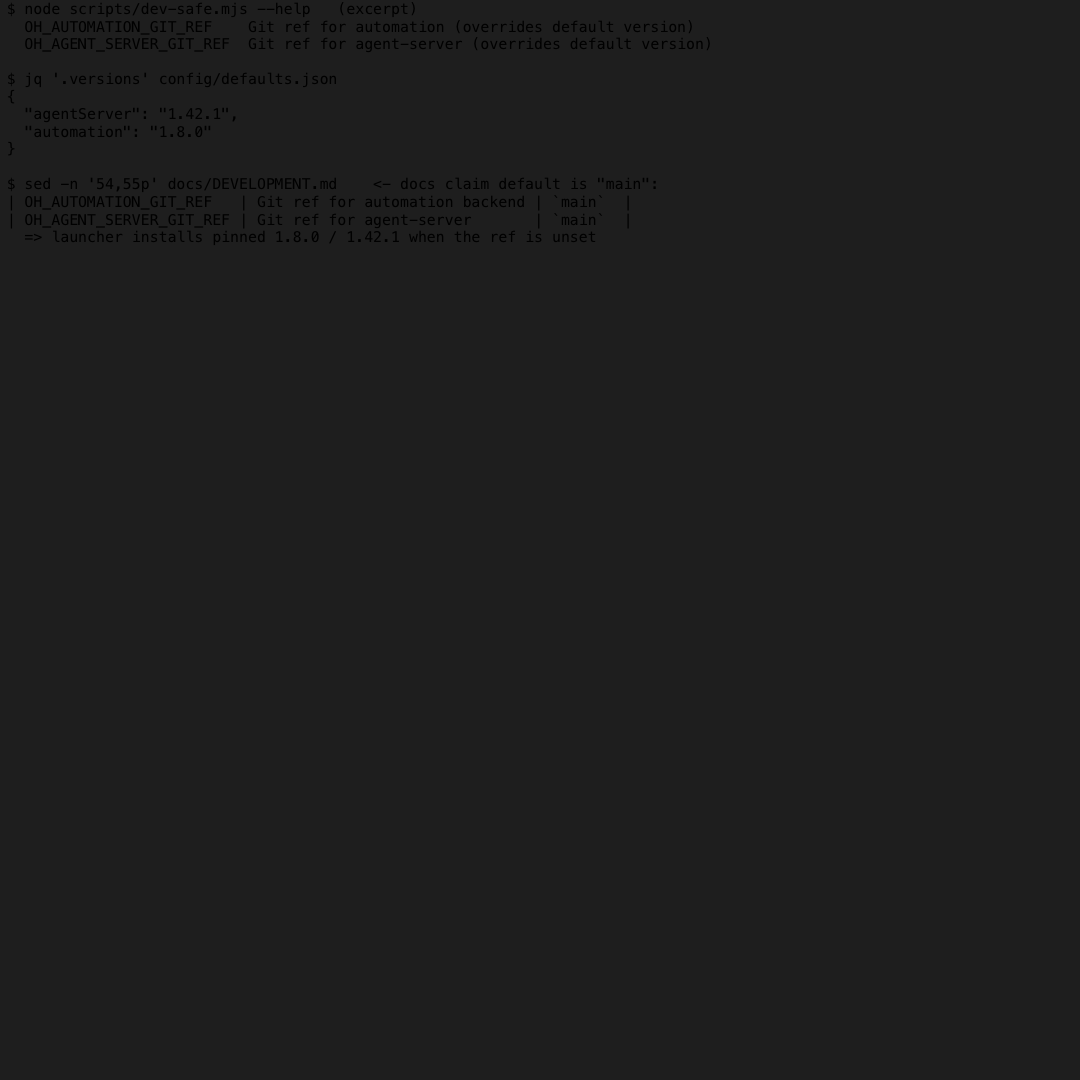 $ node scripts/dev-safe.mjs --help   (excerpt)
  OH_AUTOMATION_GIT_REF    Git ref for automation (overrides default version)
  OH_AGENT_SERVER_GIT_REF  Git ref for agent-server (overrides default version)
$ jq '.versions' config/defaults.json
{
  "agentServer": "1.42.1",
  "automation": "1.8.0"
}
$ sed -n '54,55p' docs/DEVELOPMENT.md    <- docs claim default is "main":
| OH_AUTOMATION_GIT_REF   | Git ref for automation backend | `main`  |
| OH_AGENT_SERVER_GIT_REF | Git ref for agent-server       | `main`  |
  => launcher installs pinned 1.8.0 / 1.42.1 when the ref is unset